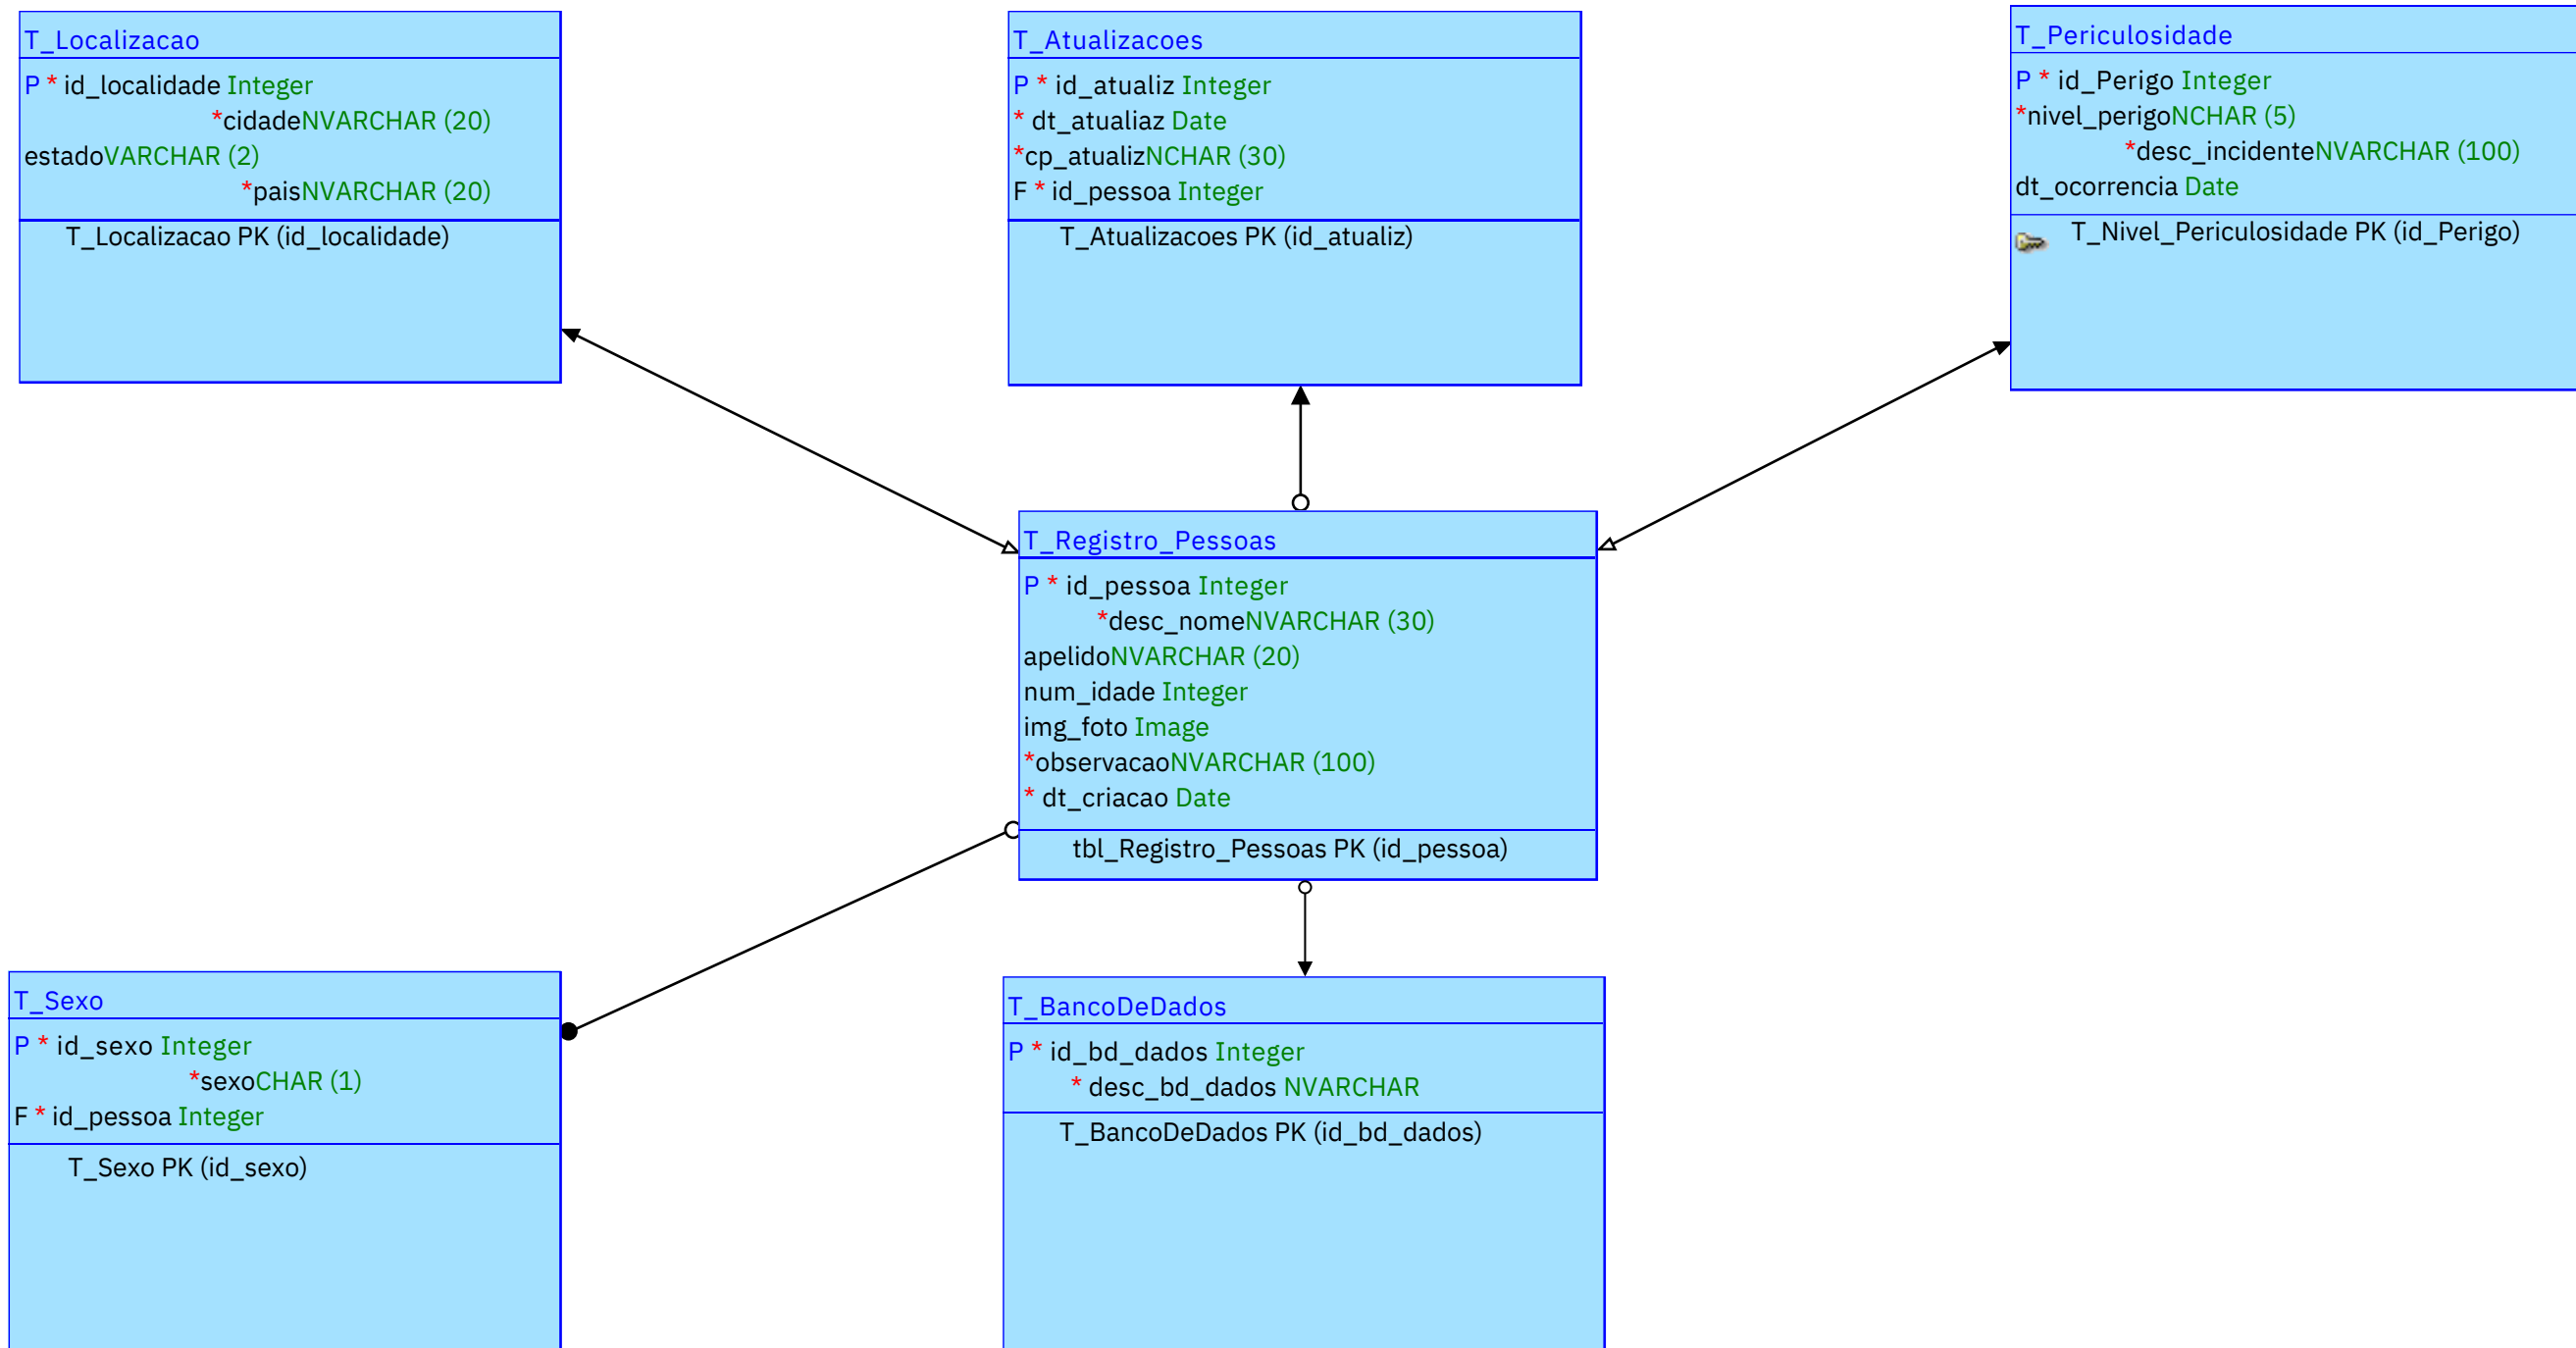 T_Localizacao
P * id_localidade Integer
*cidadeNVARCHAR (20)
estadoVARCHAR (2)
*paisNVARCHAR (20)
T_Localizacao PK (id_localidade)
T_Atualizacoes
P * id_atualiz Integer
* dt_atualiaz Date
*cp_atualizNCHAR (30)
F * id_pessoa Integer
T_Atualizacoes PK (id_atualiz)
T_Periculosidade
P * id_Perigo Integer
*nivel_perigoNCHAR (5)
*desc_incidenteNVARCHAR (100)
dt_ocorrencia Date
T_Nivel_Periculosidade PK (id_Perigo)
T_Registro_Pessoas
P * id_pessoa Integer
*desc_nomeNVARCHAR (30)
apelidoNVARCHAR (20)
num_idade Integer
img_foto Image
*observacaoNVARCHAR (100)
* dt_criacao Date
tbl_Registro_Pessoas PK (id_pessoa)
T_Sexo
P * id_sexo Integer
*sexoCHAR (1)
F * id_pessoa Integer
T_Sexo PK (id_sexo)
T_BancoDeDados
P * id_bd_dados Integer
* desc_bd_dados NVARCHAR
T_BancoDeDados PK (id_bd_dados)